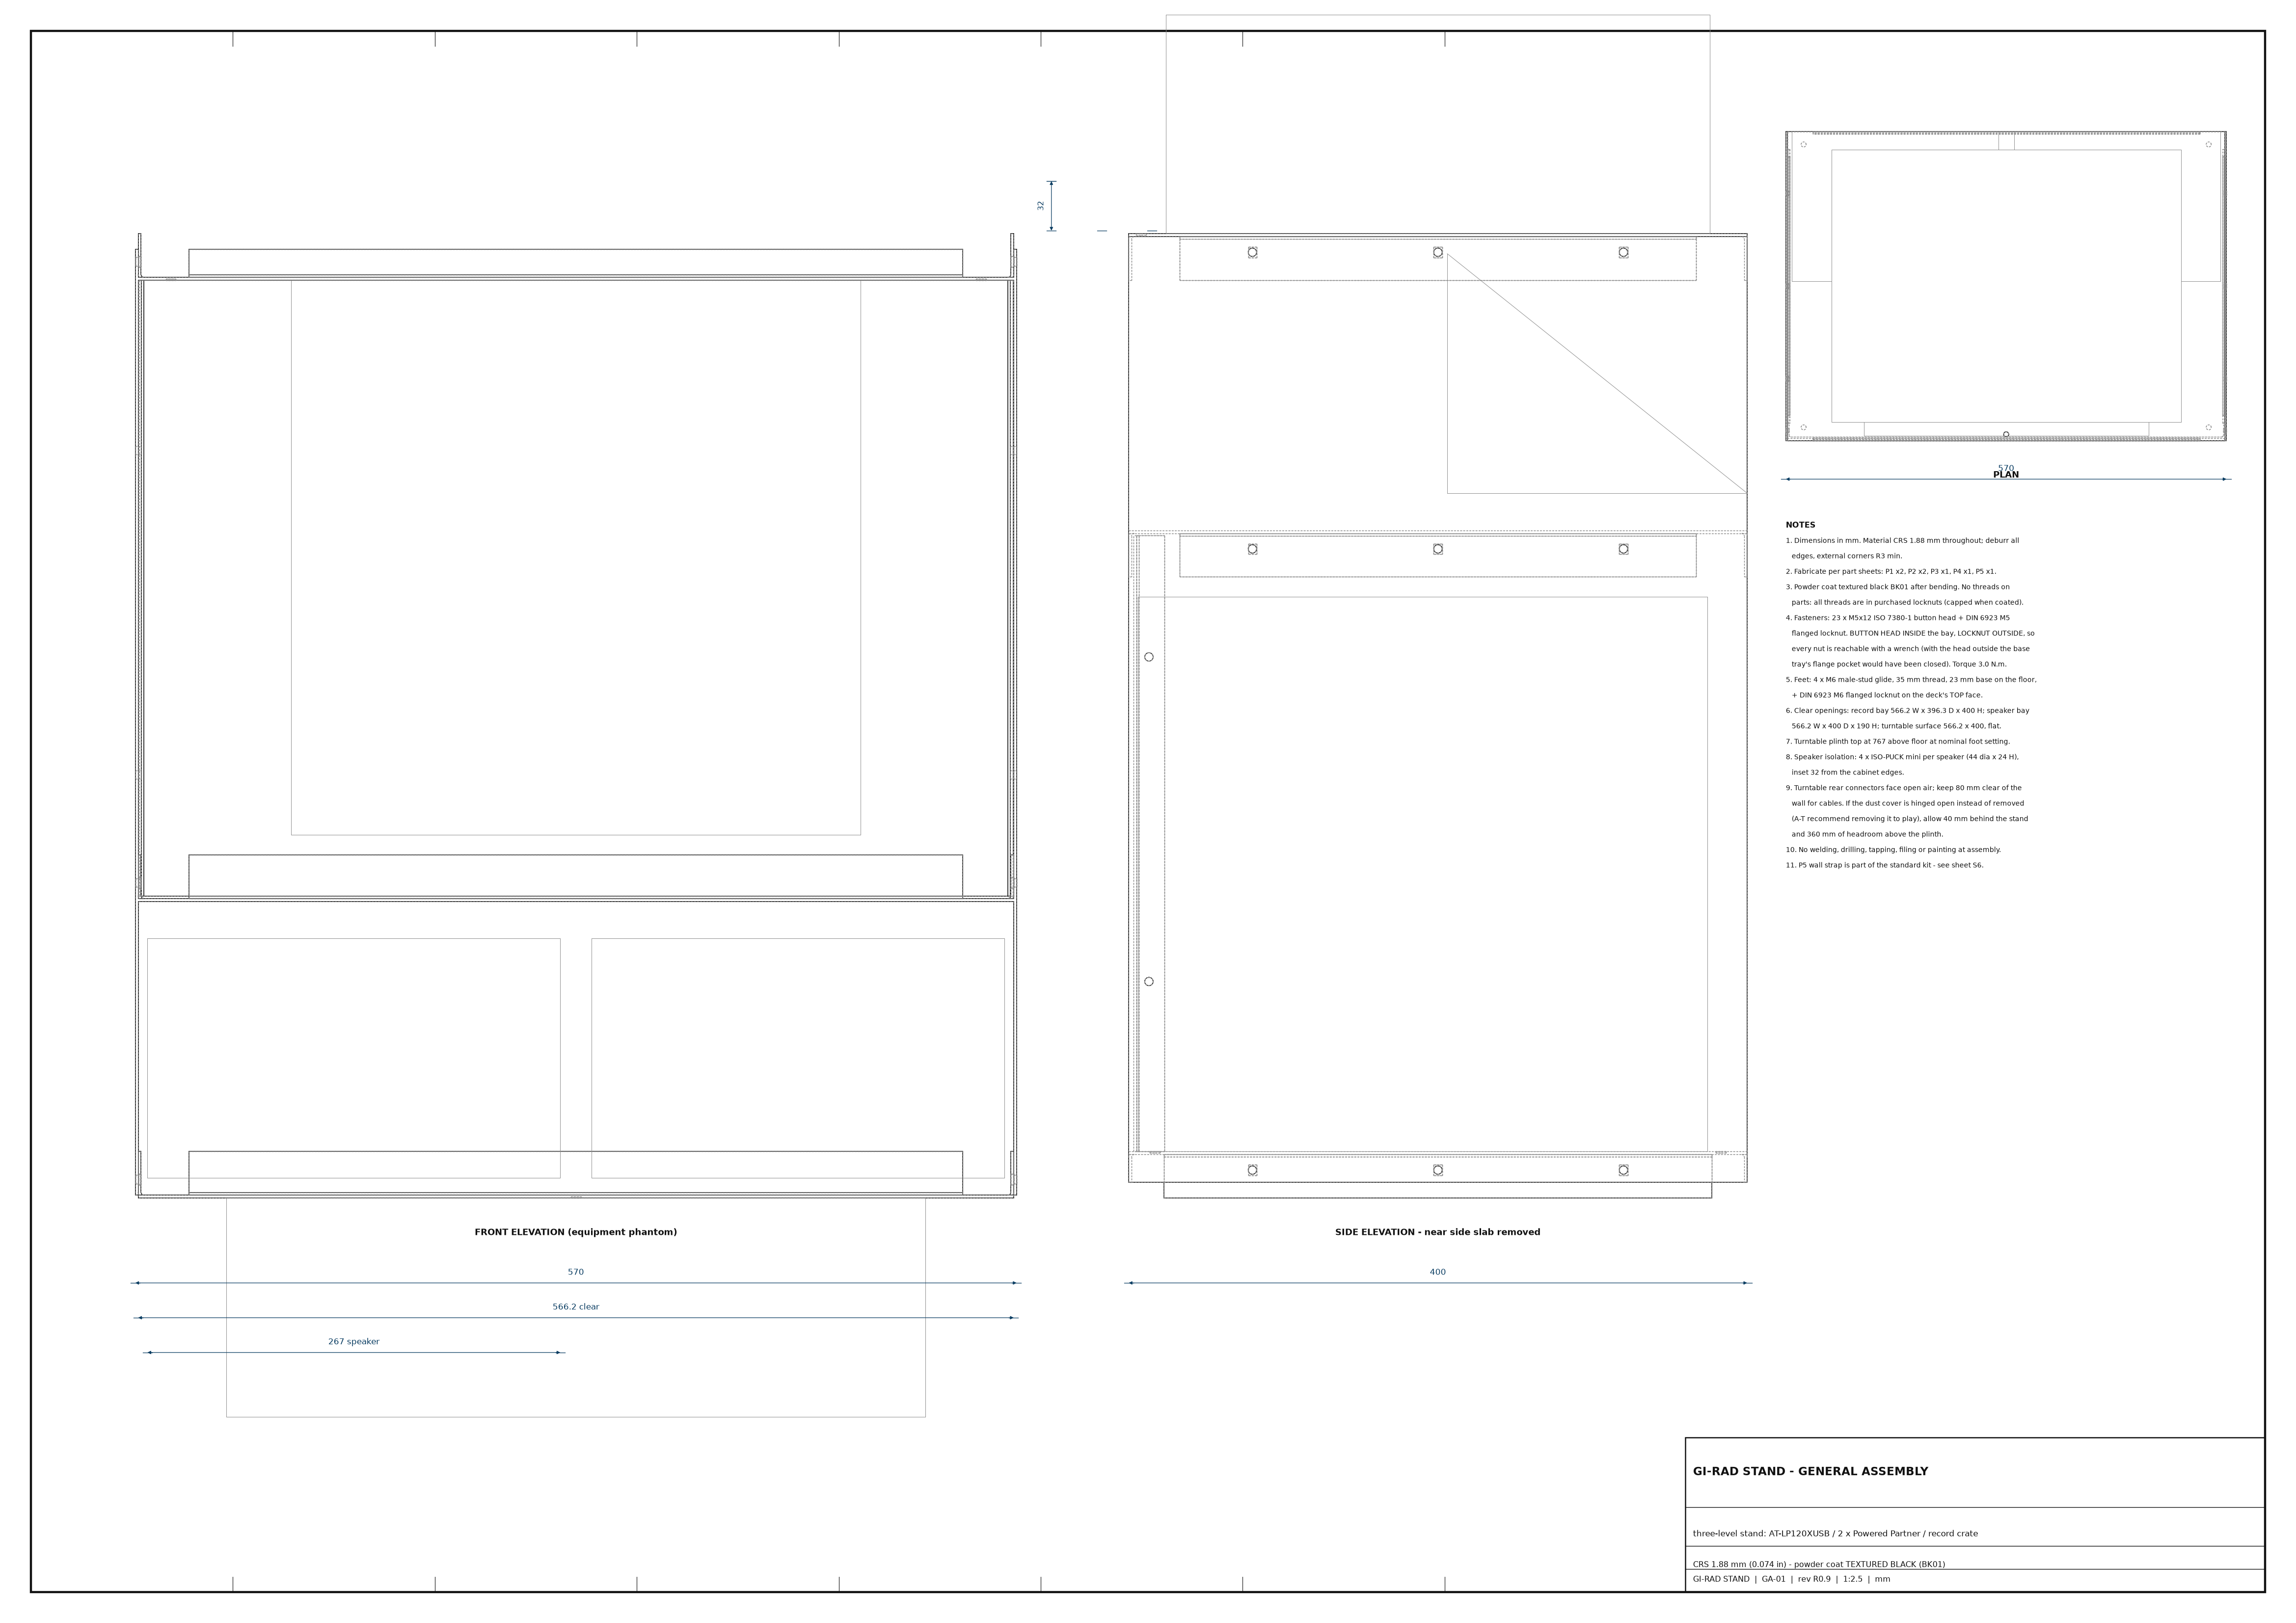 32
570
PLAN
NOTES
1. Dimensions in mm. Material CRS 1.88 mm throughout; deburr all
edges, external corners R3 min.
2. Fabricate per part sheets: P1 x2, P2 x2, P3 x1, P4 x1, P5 x1.
3. Powder coat textured black BK01 after bending. No threads on
parts: all threads are in purchased locknuts (capped when coated).
4. Fasteners: 23 x M5x12 ISO 7380-1 button head + DIN 6923 M5
flanged locknut. BUTTON HEAD INSIDE the bay, LOCKNUT OUTSIDE, so
every nut is reachable with a wrench (with the head outside the base
tray's flange pocket would have been closed). Torque 3.0 N.m.
5. Feet: 4 x M6 male-stud glide, 35 mm thread, 23 mm base on the floor,
+ DIN 6923 M6 flanged locknut on the deck's TOP face.
6. Clear openings: record bay 566.2 W x 396.3 D x 400 H; speaker bay
566.2 W x 400 D x 190 H; turntable surface 566.2 x 400, flat.
7. Turntable plinth top at 767 above floor at nominal foot setting.
8. Speaker isolation: 4 x ISO-PUCK mini per speaker (44 dia x 24 H),
inset 32 from the cabinet edges.
9. Turntable rear connectors face open air; keep 80 mm clear of the
wall for cables. If the dust cover is hinged open instead of removed
(A-T recommend removing it to play), allow 40 mm behind the stand
and 360 mm of headroom above the plinth.
10. No welding, drilling, tapping, filing or painting at assembly.
11. P5 wall strap is part of the standard kit - see sheet S6.
FRONT ELEVATION (equipment phantom)
SIDE ELEVATION - near side slab removed
570
400
566.2 clear
267 speaker
GI-RAD STAND - GENERAL ASSEMBLY
three-level stand: AT-LP120XUSB / 2 x Powered Partner / record crate
CRS 1.88 mm (0.074 in) - powder coat TEXTURED BLACK (BK01)
GI-RAD STAND | GA-01 | rev R0.9 | 1:2.5 | mm